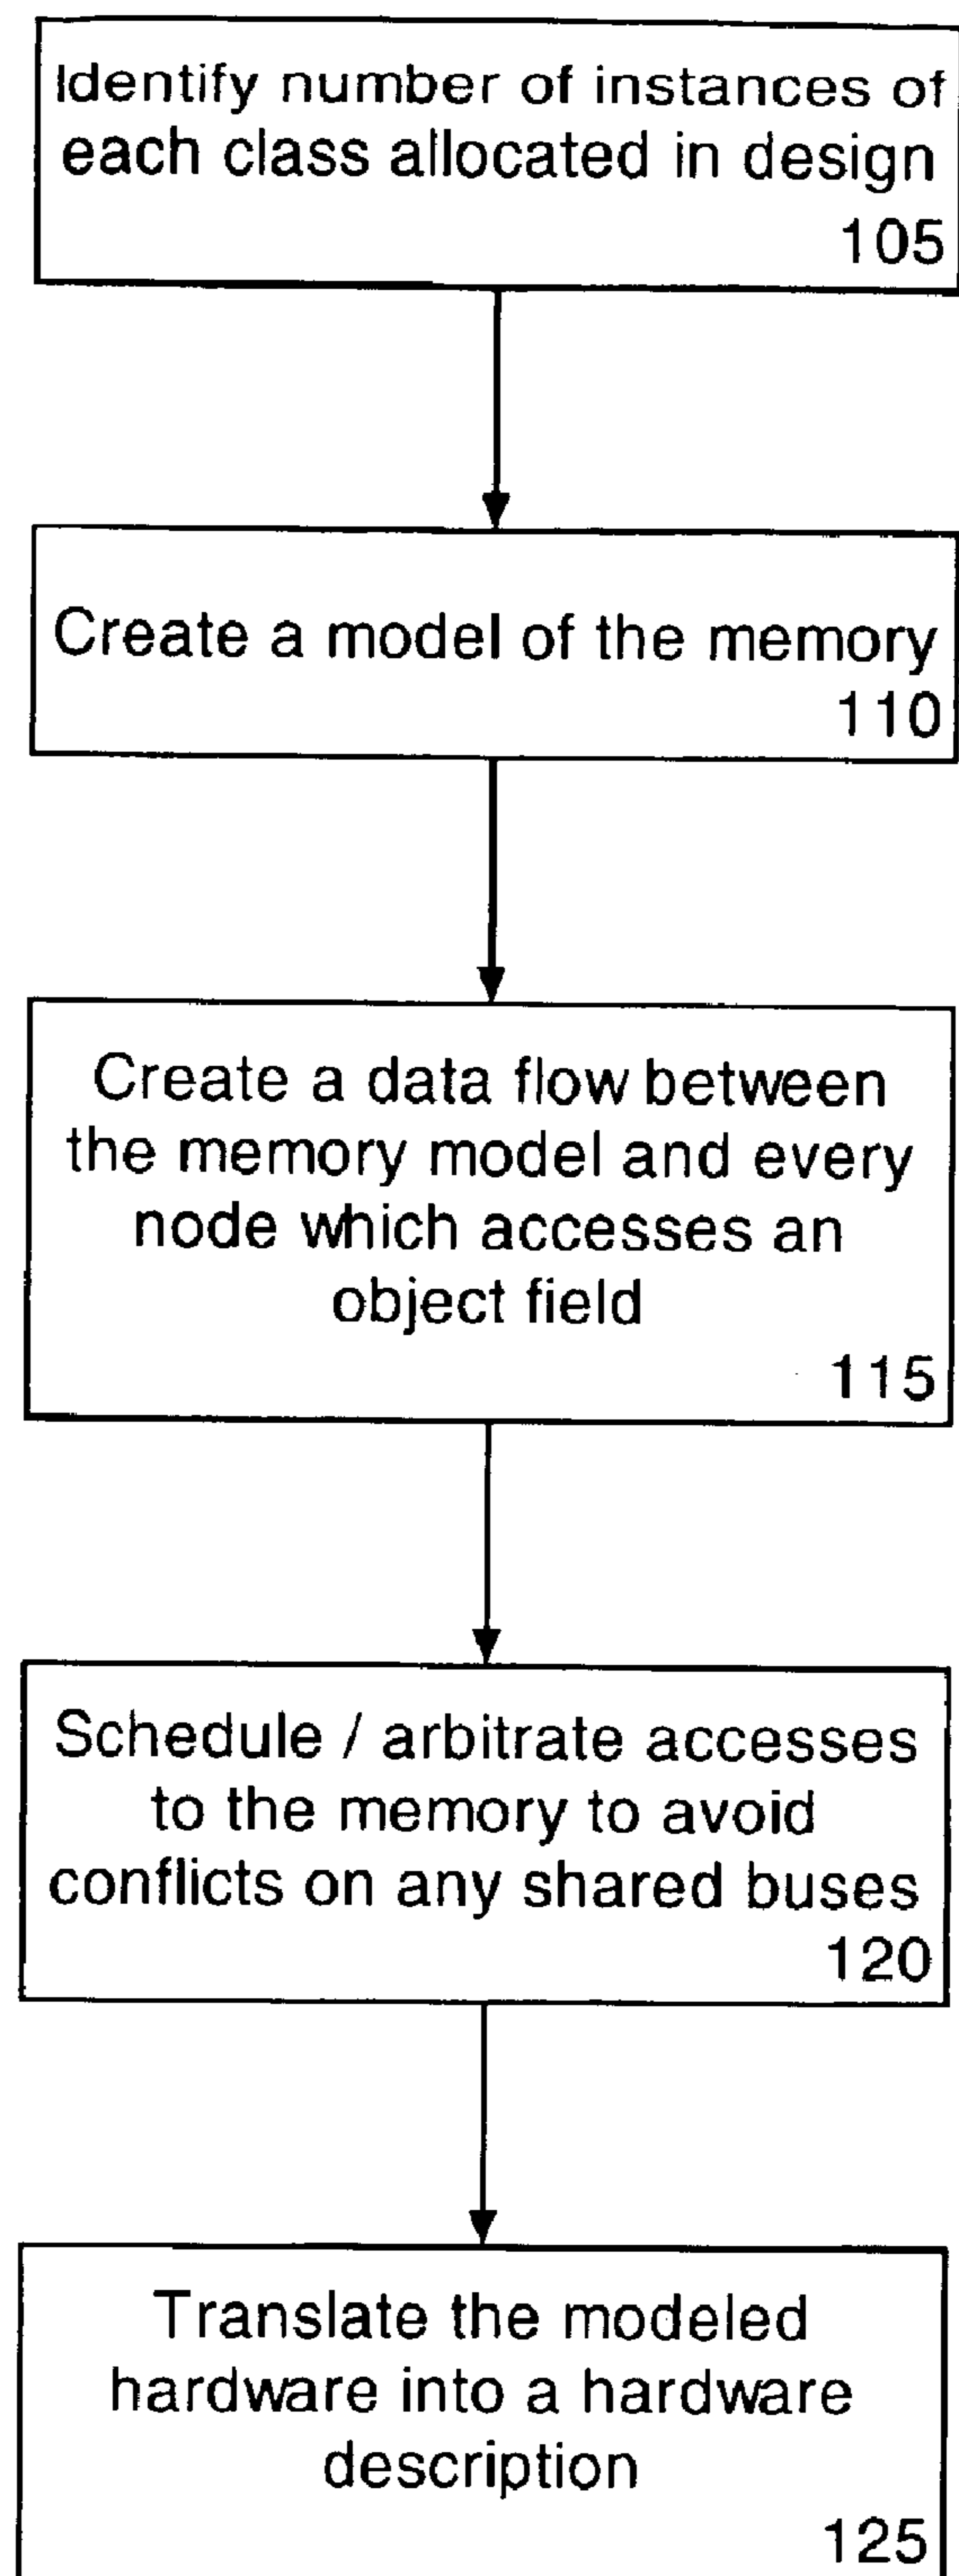 Identify number of instances of
each class allocated in design
105
Create a model of the memory
110
Create a data flow between
the memory model and every
node which accesses an
object field
115
Schedule / arbitrate accesses
to the memory to avoid
conflicts on any shared buses
120
Translate the modeled
hardware into a hardware
description
125